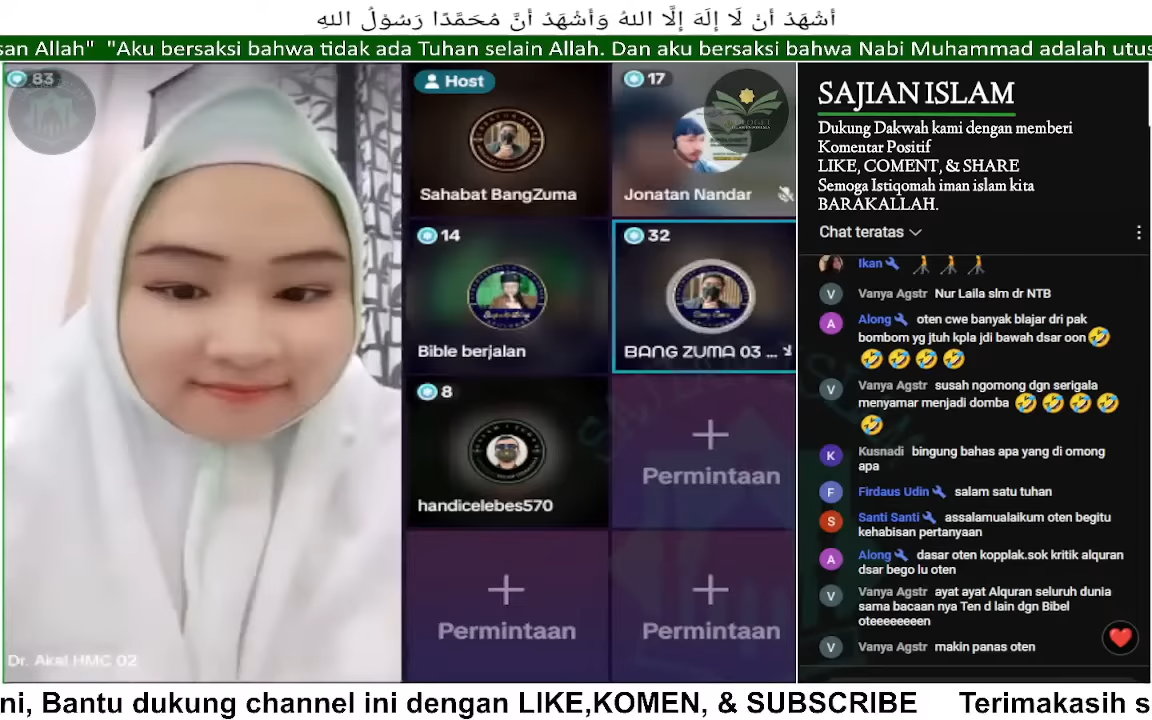 أشْهَدُ أنْ لَا إلَهَ إلَّا اللهُ وَأشْهَدُ أنَّ مُحَمَّدًا رَسُوْلُ اللهِ
san Allah" "Aku bersaksi bahwa tidak ada Tuhan selain Allah. Dan aku bersaksi bahwa Nabi Muhammad adalah utus
83
Host
17
Sahabat BangZuma
Jonatan Nandar
14
32
Bible berjalan
BANG ZUMA 03 ...
8
handicelebes570
Permintaan
Permintaan
Permintaan
Dr. Akal HMC 02
SAJIAN ISLAM
Dukung Dakwah kami dengan memberi
Komentar Positif
LIKE, COMENT, & SHARE
Semoga Istiqomah iman islam kita
BARAKALLAH.
Chat teratas
Ikan
V Vanya Agstr Nur Laila slm dr NTB
A Along oten cwe banyak blajar dri pak
bombom yg jtuh kpla jdi bawah dsar oon🤣
🤣🤣🤣🤣
V Vanya Agstr susah ngomong dgn serigala
menyamar menjadi domba 🤣🤣🤣🤣
🤣
K Kusnadi bingung bahas apa yang di omong
apa
F Firdaus Udin salam satu tuhan
S Santi Santi assalamualaikum oten begitu
kehabisan pertanyaan
A Along dasar oten kopplak.sok kritik alquran
dsar bego lu oten
V Vanya Agstr ayat ayat Alquran seluruh dunia
sama bacaan nya Ten d lain dgn Bibel
oteeeeeeeen
V Vanya Agstr makin panas oten
ni, Bantu dukung channel ini dengan LIKE,KOMEN, & SUBSCRIBE Terimakasih s